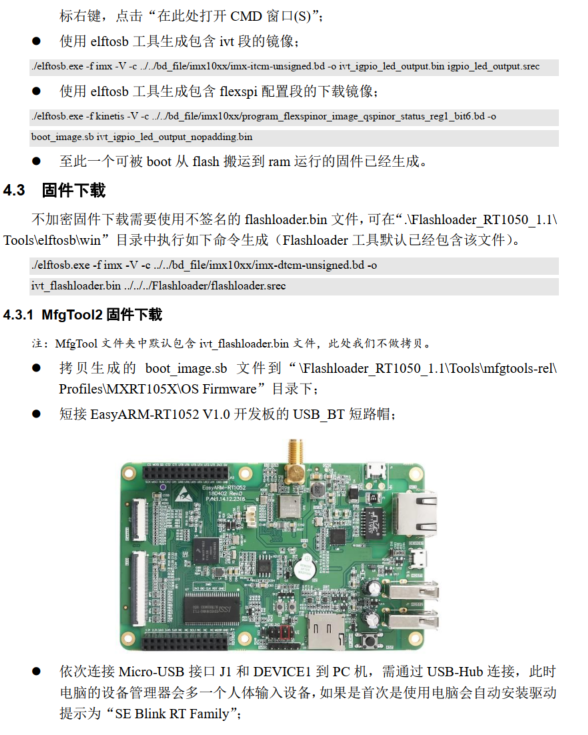 标右键，点击“在此处打开 CMD 窗口(S)”；
● 使用 elftosb 工具生成包含 ivt 段的镜像；
./elftosb.exe -f imx -V -c ../../bd_file/imx10xx/imx-itcm-unsigned.bd -o ivt_igpio_led_output.bin igpio_led_output.srec
● 使用 elftosb 工具生成包含 flexspi 配置段的下载镜像；
./elftosb.exe -f kinetis -V -c ../../bd_file/imx10xx/program_flexspinor_image_qspinor_status_reg1_bit6.bd -o
boot_image.sb ivt_igpio_led_output_nopadding.bin
● 至此一个可被 boot 从 flash 搬运到 ram 运行的固件已经生成。
4.3 固件下载
不加密固件下载需要使用不签名的 flashloader.bin 文件，可在“.\Flashloader_RT1050_1.1\
Tools\elftosb\win”目录中执行如下命令生成（Flashloader 工具默认已经包含该文件）。
./elftosb.exe -f imx -V -c ../../bd_file/imx10xx/imx-dtcm-unsigned.bd -o
ivt_flashloader.bin ../../../Flashloader/flashloader.srec
4.3.1 MfgTool2 固件下载
注：MfgTool 文件夹中默认包含 ivt_flashloader.bin 文件，此处我们不做拷贝。
● 拷贝生成的 boot_image.sb 文件到“\Flashloader_RT1050_1.1\Tools\mfgtools-rel\
Profiles\MXRT105X\OS Firmware”目录下；
● 短接 EasyARM-RT1052 V1.0 开发板的 USB_BT 短路帽；
EasyARM-RT1052
● 依次连接 Micro-USB 接口 J1 和 DEVICE1 到 PC 机，需通过 USB-Hub 连接，此时
电脑的设备管理器会多一个人体输入设备，如果是首次是使用电脑会自动安装驱动
提示为“SE Blink RT Family”；